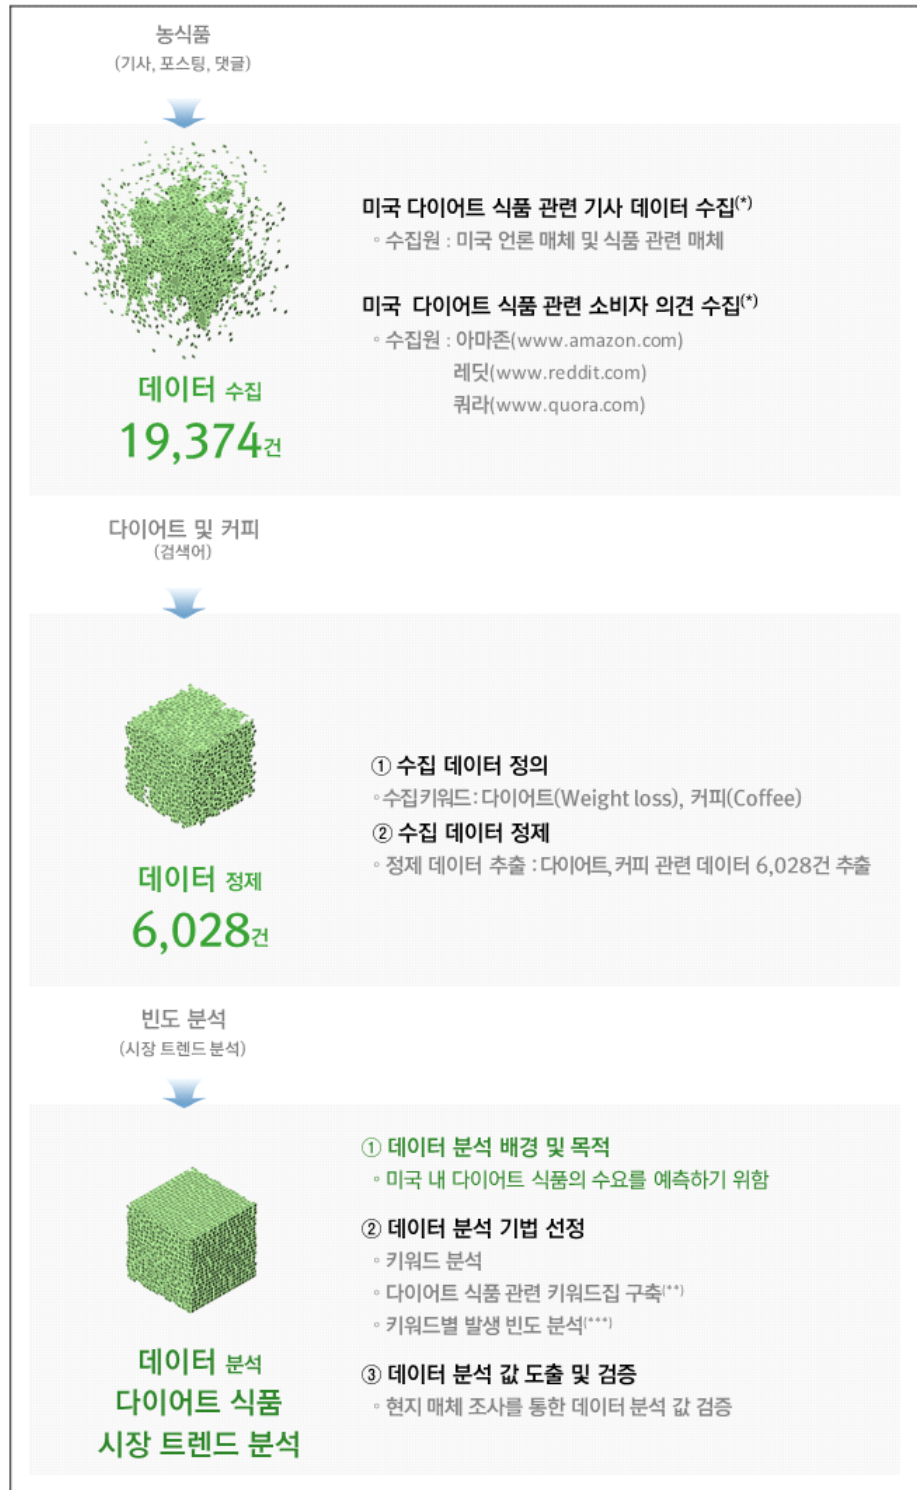 농식품
(기사, 포스팅, 댓글)
미국 다이어트 식품 관련 기사 데이터 수집(*)
◦ 수집원 : 미국 언론 매체 및 식품 관련 매체
미국 다이어트 식품 관련 소비자 의견 수집(*)
◦ 수집원 : 아마존(www.amazon.com)
레딧(www.reddit.com)
쿼라(www.quora.com)
데이터 수집
19,374건
다이어트 및 커피
(검색어)
① 수집 데이터 정의
◦수집키워드: 다이어트(Weight loss), 커피(Coffee)
② 수집 데이터 정제
◦ 정제 데이터 추출 : 다이어트, 커피 관련 데이터 6,028건 추출
데이터 정제
6,028건
빈도 분석
(시장 트렌드 분석)
① 데이터 분석 배경 및 목적
◦ 미국 내 다이어트 식품의 수요를 예측하기 위함
② 데이터 분석 기법 선정
◦ 키워드 분석
◦ 다이어트 식품 관련 키워드집 구축(**)
◦ 키워드별 발생 빈도 분석(***)
③ 데이터 분석 값 도출 및 검증
◦ 현지 매체 조사를 통한 데이터 분석 값 검증
데이터 분석
다이어트 식품
시장 트렌드 분석